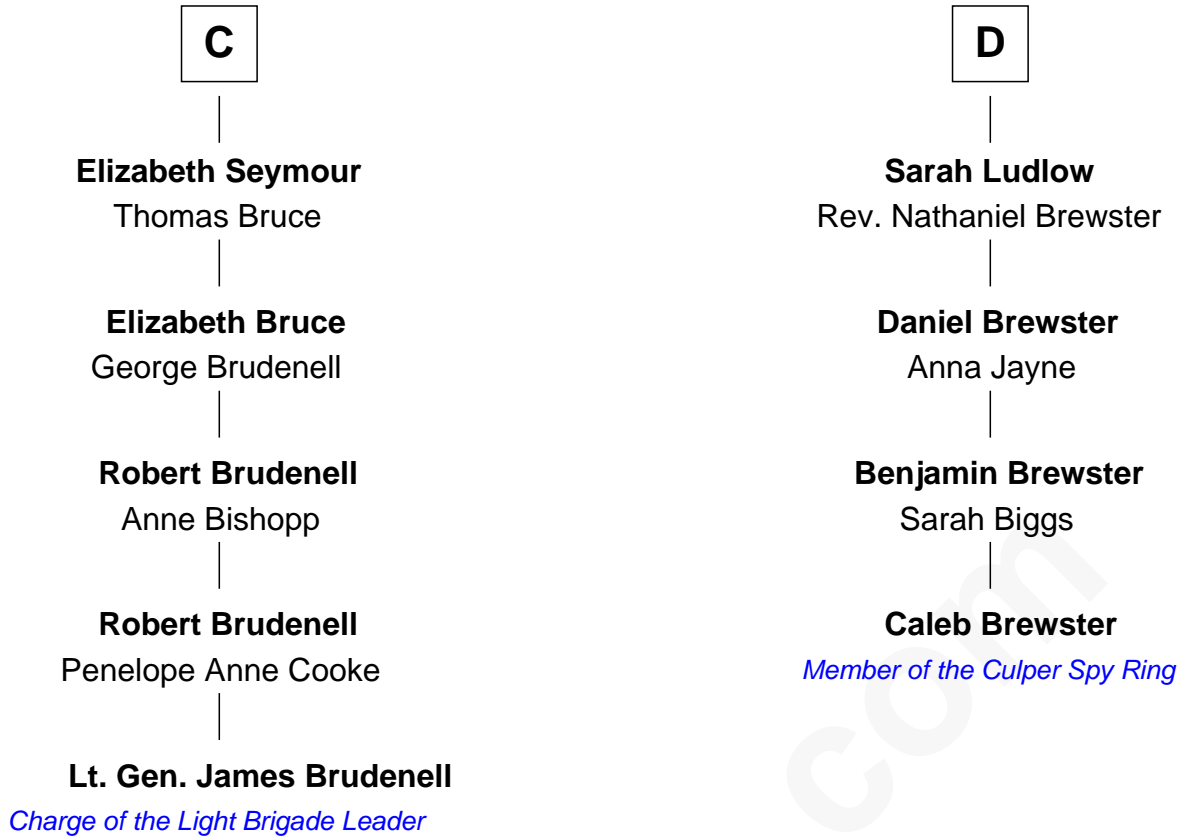 C
Elizabeth Seymour
Thomas Bruce
Elizabeth Bruce
George Brudenell
Robert Brudenell
Anne Bishopp
Robert Brudenell
Penelope Anne Cooke
Lt. Gen. James Brudenell
Charge of the Light Brigade Leader
D
Sarah Ludlow
Rev. Nathaniel Brewster
Daniel Brewster
Anna Jayne
Benjamin Brewster
Sarah Biggs
Caleb Brewster
Member of the Culper Spy Ring
com